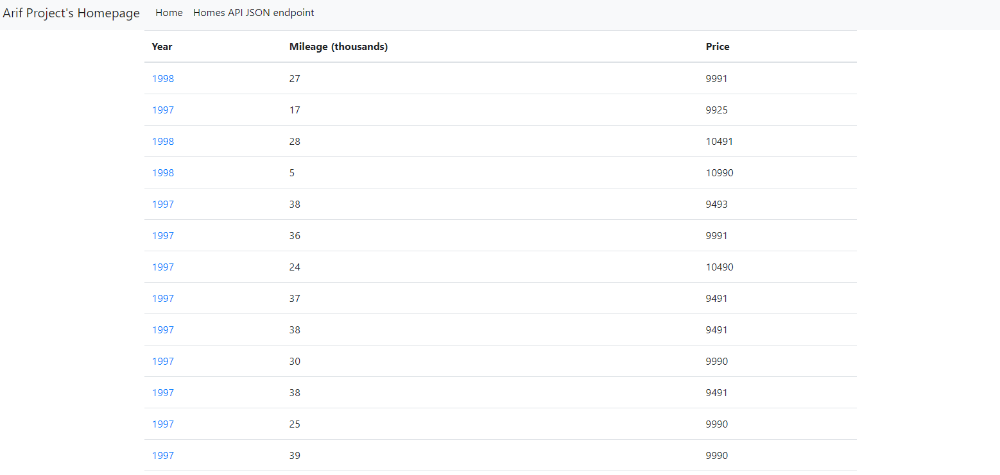 Arif Project's Homepage Home Homes API JSON endpoint
Year Mileage (thousands) Price
1998 27 9991
1997 17 9925
1998 28 10491
1998 5 10990
1997 38 9493
1997 36 9991
1997 24 10490
1997 37 9491
1997 38 9491
1997 30 9990
1997 38 9491
1997 25 9990
1997 39 9990